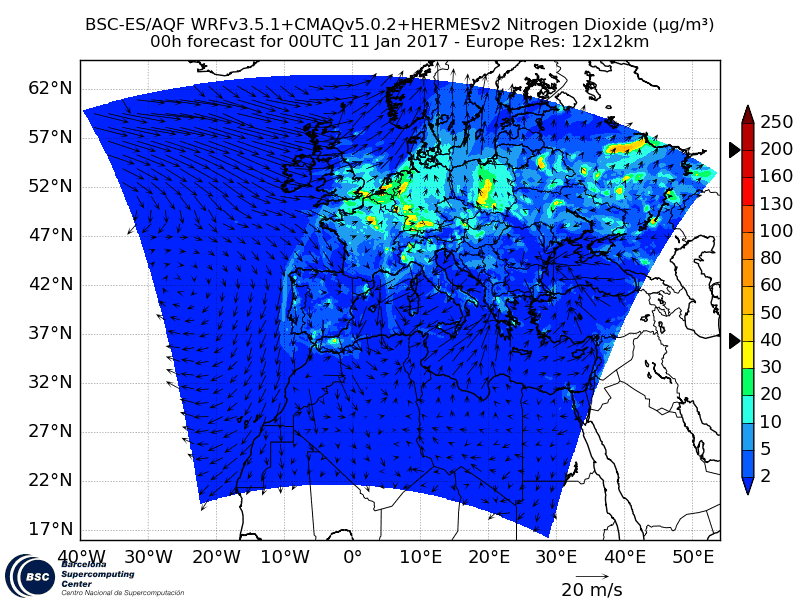 BSC-ES/AQF WRFv3.5.1+CMAQv5.0.2+HERMESv2 Nitrogen Dioxide (µg/m³)
00h forecast for 00UTC 11 Jan 2017 - Europe Res: 12x12km
62°N
57°N
52°N
47°N
42°N
37°N
32°N
27°N
22°N
17°N
250
200
160
130
100
80
60
50
40
30
20
10
5
2
40°W 30°W 20°W 10°W 0° 10°E 20°E 30°E 40°E 50°E
20 m/s
BSC
Barcelona
Supercomputing
Center
Centro Nacional de Supercomputación